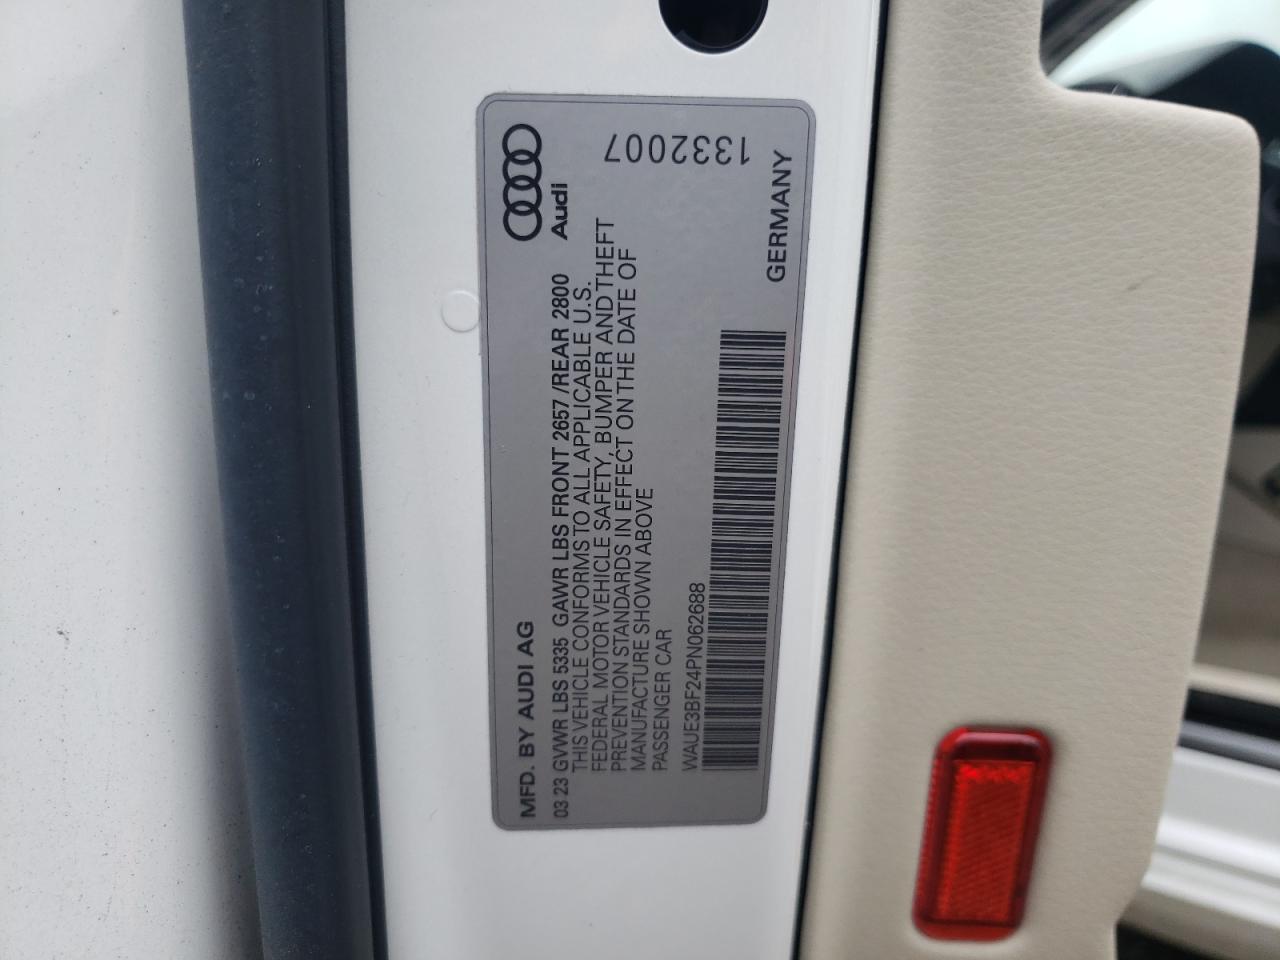 MFD. BY AUDI AG
Audi
03 23 GVWR LBS 5335 GAWR LBS FRONT 2657 /REAR 2800
THIS VEHICLE CONFORMS TO ALL APPLICABLE U.S.
FEDERAL MOTOR VEHICLE SAFETY, BUMPER AND THEFT
PREVENTION STANDARDS IN EFFECT ON THE DATE OF
MANUFACTURE SHOWN ABOVE
PASSENGER CAR
WAUE3BF24PN062688
GERMANY
1332007